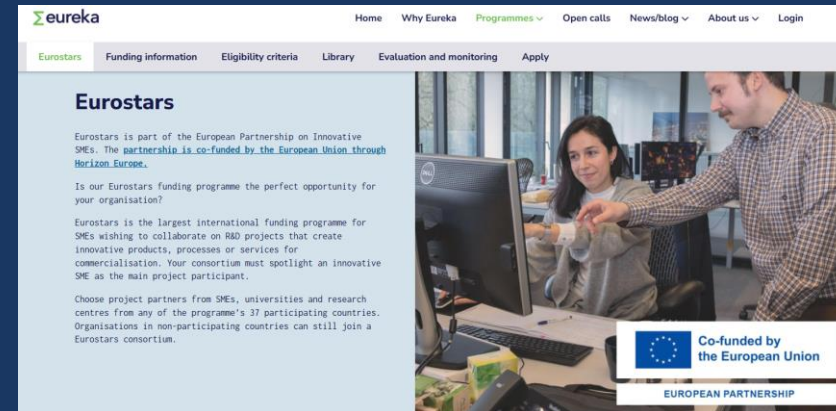 Σeureka
Home Why Eureka Programmes Open calls News/blog About us Login
Eurostars Funding information Eligibility criteria Library Evaluation and monitoring Apply
Eurostars
Eurostars is part of the European Partnership on Innovative
SMEs. The partnership is co-funded by the European Union through
Horizon Europe.
Is our Eurostars funding programme the perfect opportunity for
your organisation?
Eurostars is the largest international funding programme for
SMEs wishing to collaborate on R&D projects that create
innovative products, processes or services for
commercialisation. Your consortium must spotlight an innovative
SME as the main project participant.
Choose project partners from SMEs, universities and research
centres from any of the programme's 37 participating countries.
Organisations in non-participating countries can still join a
Eurostars consortium.
DELL
Co-funded by
the European Union
EUROPEAN PARTNERSHIP